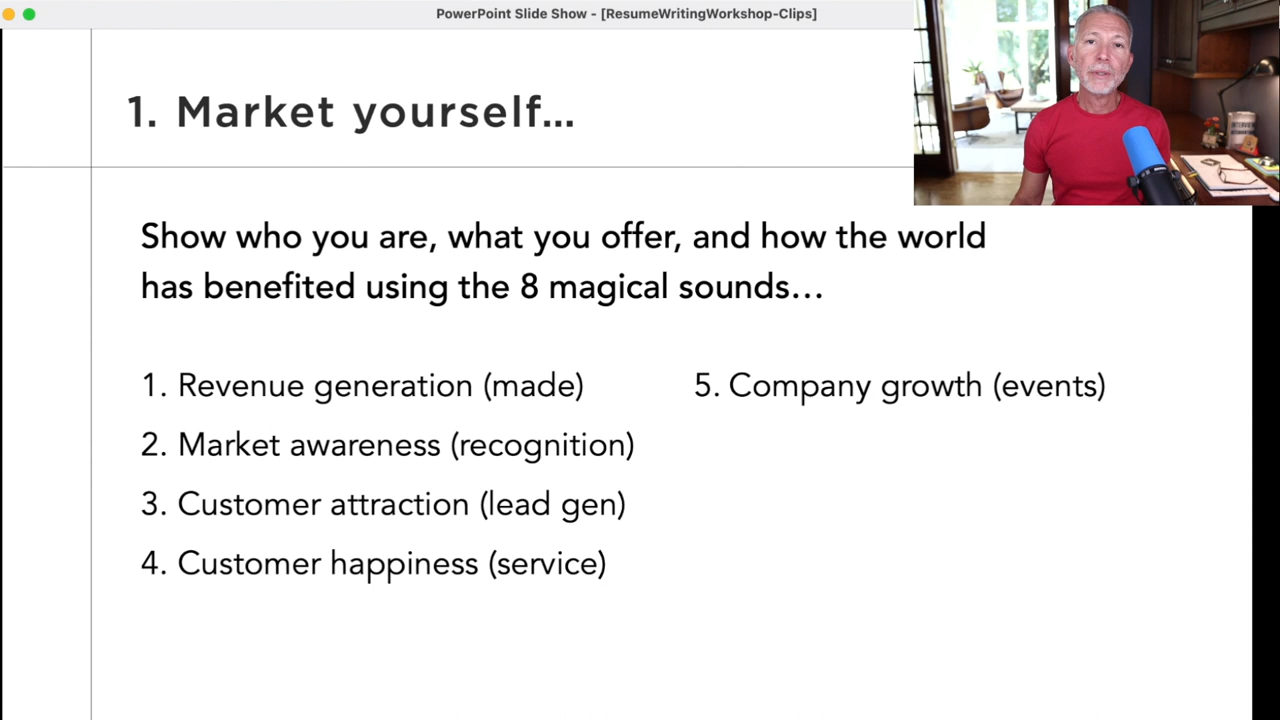 PowerPoint Slide Show - [ResumeWritingWorkshop-Clips]
1. Market yourself...
Show who you are, what you offer, and how the world
has benefited using the 8 magical sounds...
1. Revenue generation (made)
2. Market awareness (recognition)
3. Customer attraction (lead gen)
4. Customer happiness (service)
5. Company growth (events)
INTERVIEW